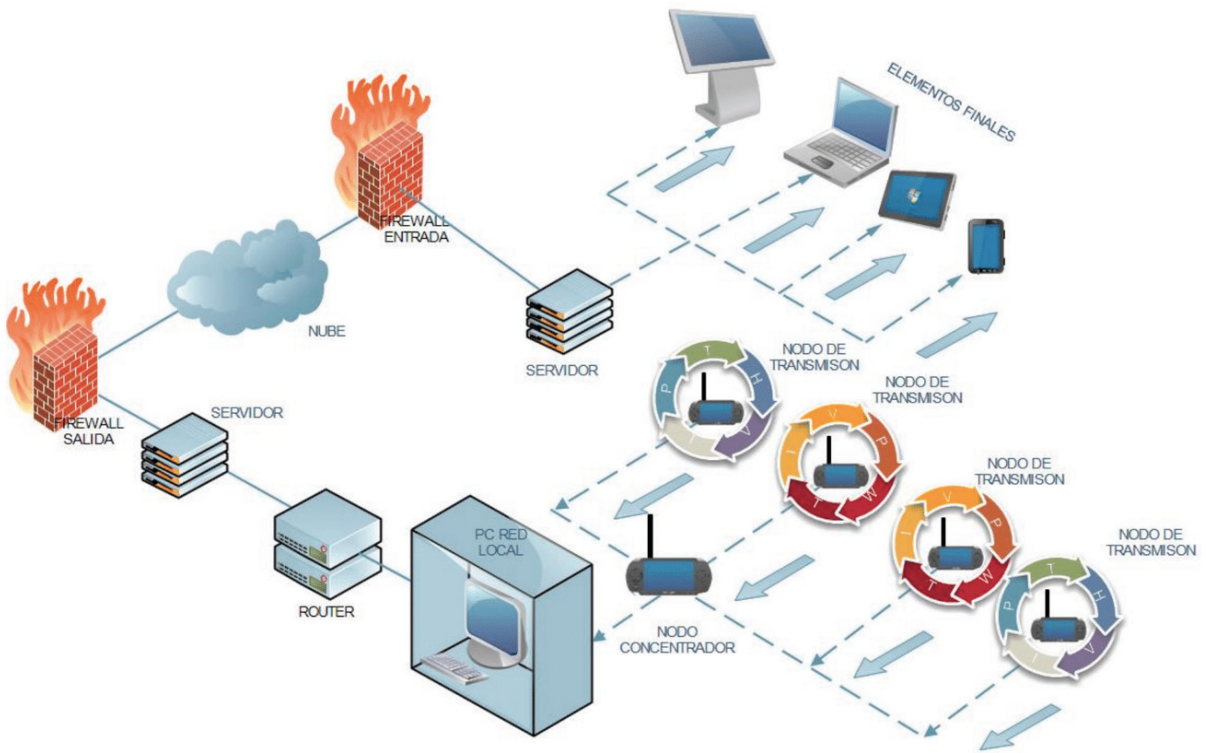 ELEMENTOS FINALES
FIREWALL
ENTRADA
NUBE
SERVIDOR
FIREWALL
SALIDA
SERVIDOR
ROUTER
PC RED
LOCAL
NODO
CONCENTRADOR
NODO DE
TRANSMISON
P
T
H
V
I
NODO DE
TRANSMISON
I
V
P
W
T
NODO DE
TRANSMISON
I
V
P
W
T
NODO DE
TRANSMISON
P
T
H
V
I